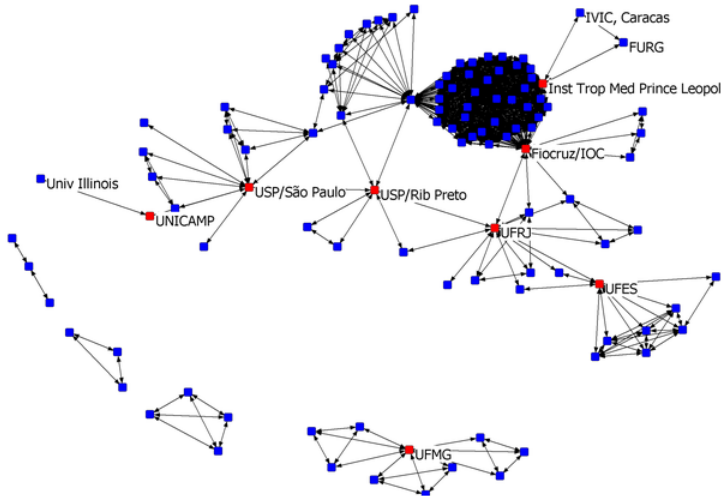 IVIC, Caracas
FURG
Inst Trop Med Prince Leopol
Fiocruz/IOC
Univ Illinois
USP/São Paulo
USP/Rib Preto
UNICAMP
UFRJ
UFES
UFMG